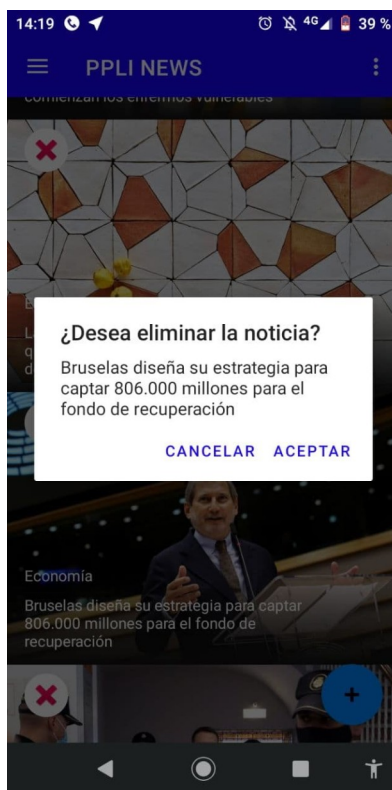 14:19
4G
39 %
PPLI NEWS
comienzan los enfermos vulnerables
¿Desea eliminar la noticia?
Bruselas diseña su estrategia para
captar 806.000 millones para el
fondo de recuperación
CANCELAR ACEPTAR
Economía
Bruselas diseña su estrategia para captar
806.000 millones para el fondo de
recuperación